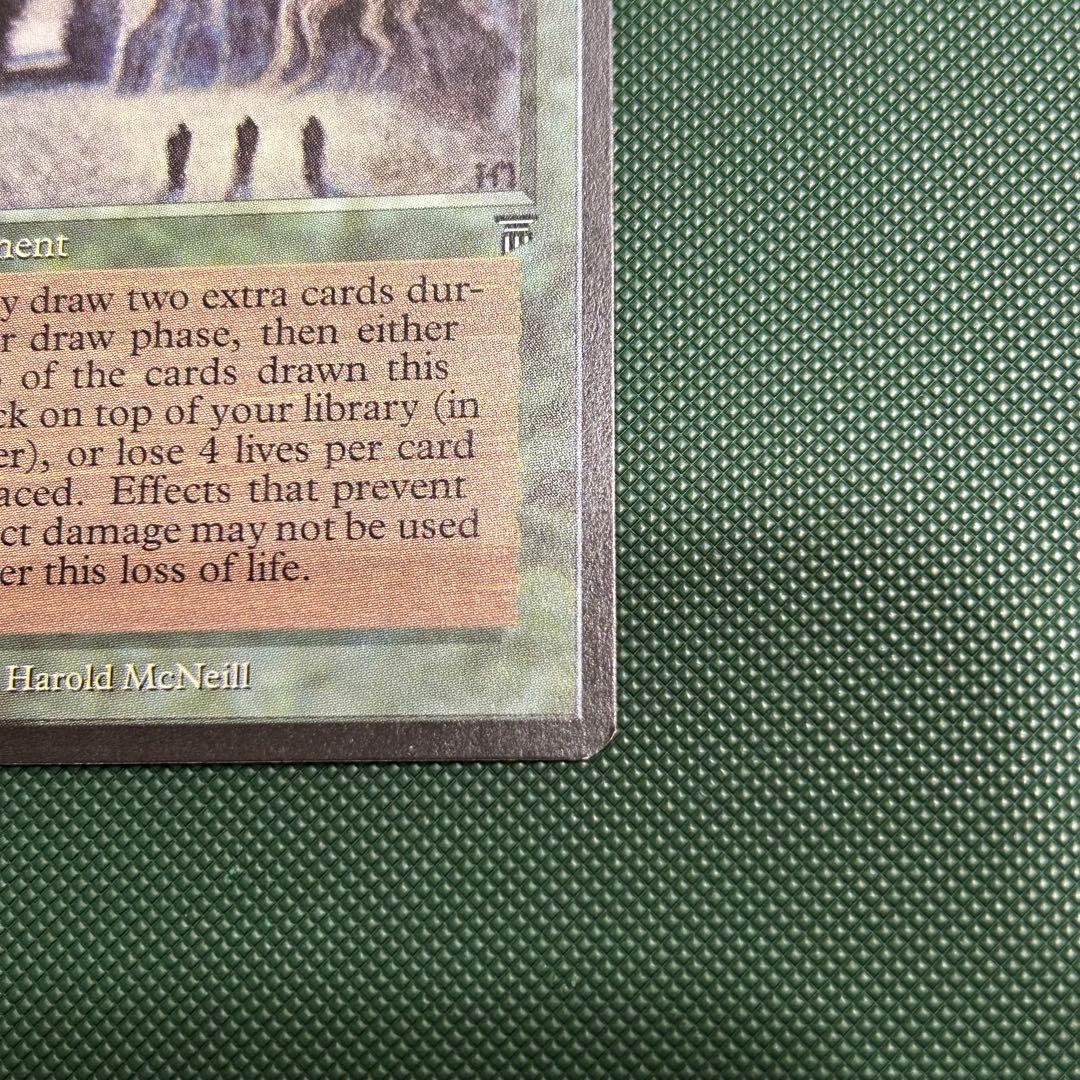 HM
ment
y draw two extra cards dur-
r draw phase, then either
of the cards drawn this
ck on top of your library (in
er), or lose 4 lives per card
aced. Effects that prevent
ct damage may not be used
er this loss of life.
Harold McNeill